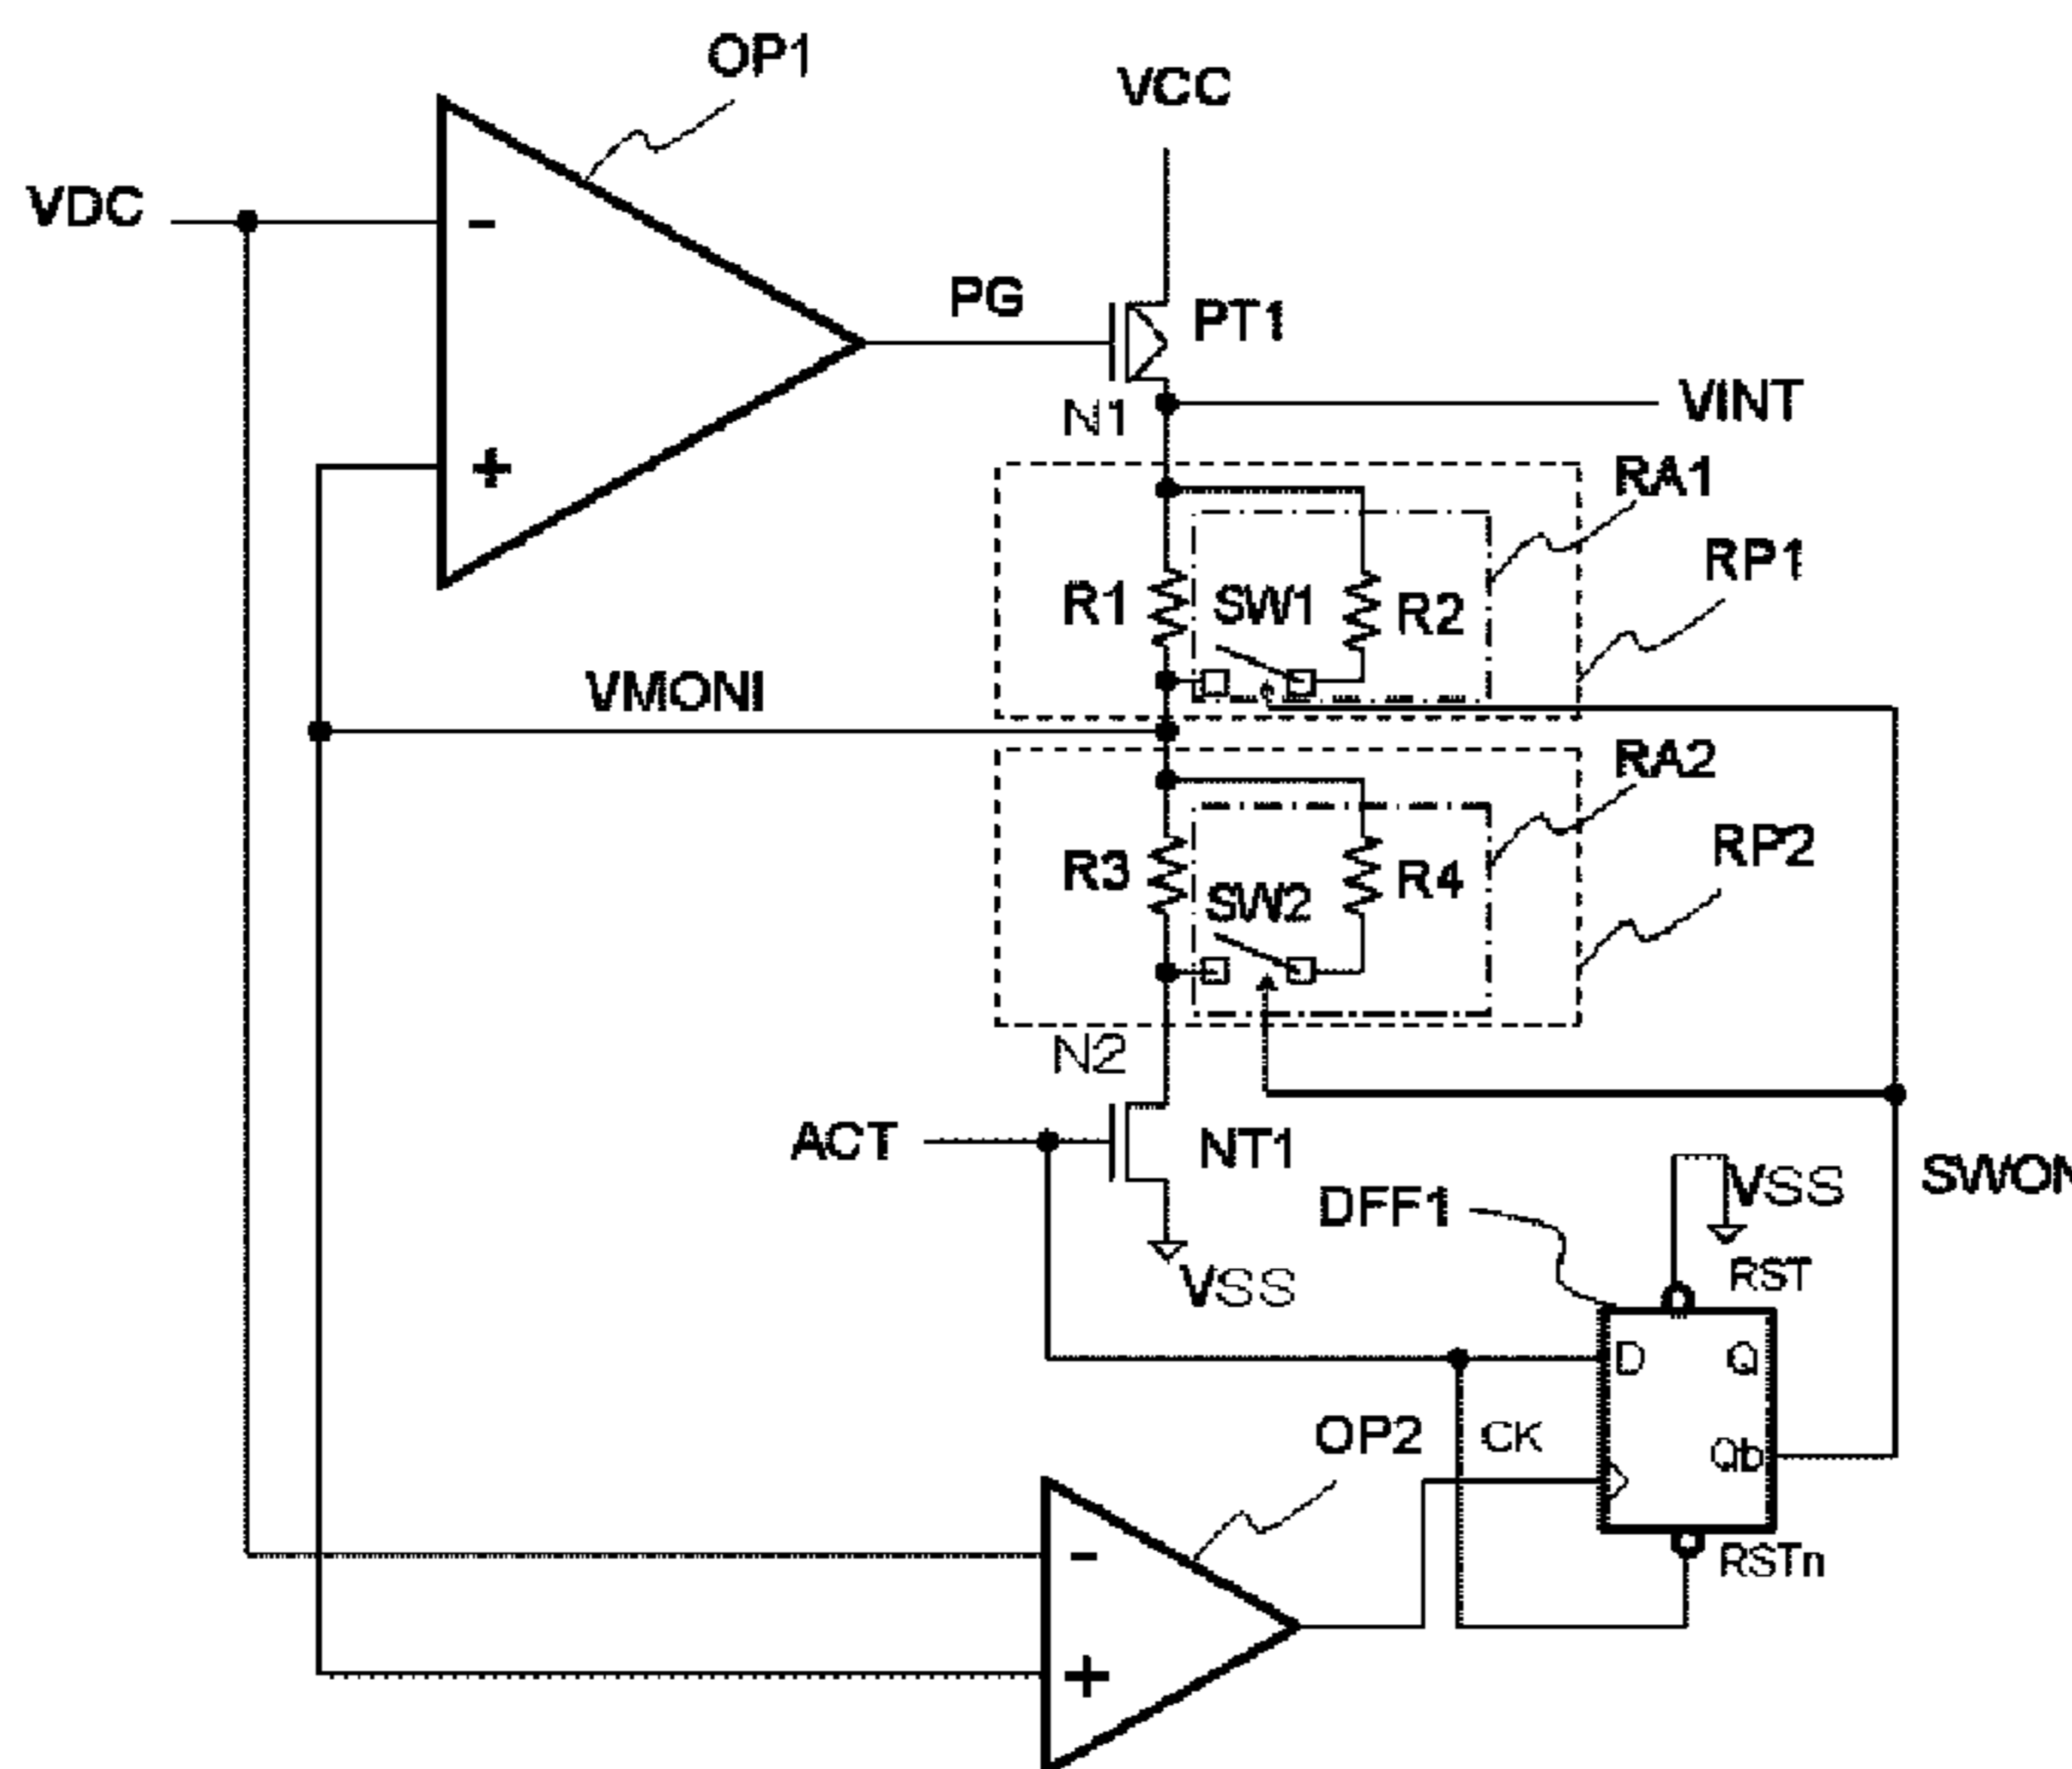 OP1
VCC
VDC
-
PG
PT1
N1
VINT
+
RA1
RP1
R1
SW1
R2
VMONI
RA2
RP2
R3
SW2
R4
N2
ACT
NT1
SWON
DFF1
VSS
VSS
RST
D
Q
OP2
CK
Qb
-
RSTn
+